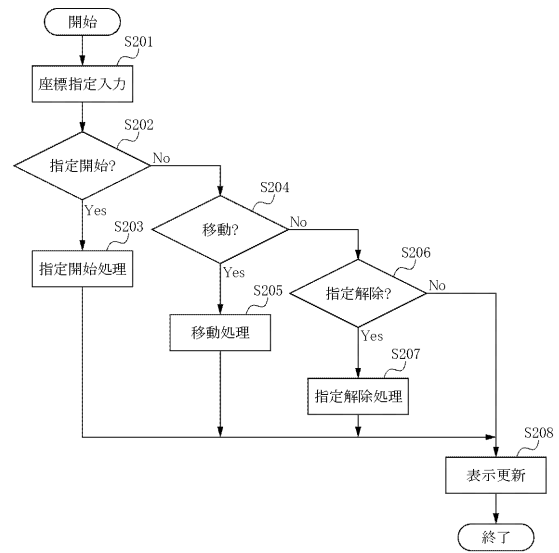 開始
S201
座標指定入力
S202
指定開始?
No
Yes
S203
指定開始処理
S204
移動?
No
Yes
S205
移動処理
S206
指定解除?
No
Yes
S207
指定解除処理
S208
表示更新
終了